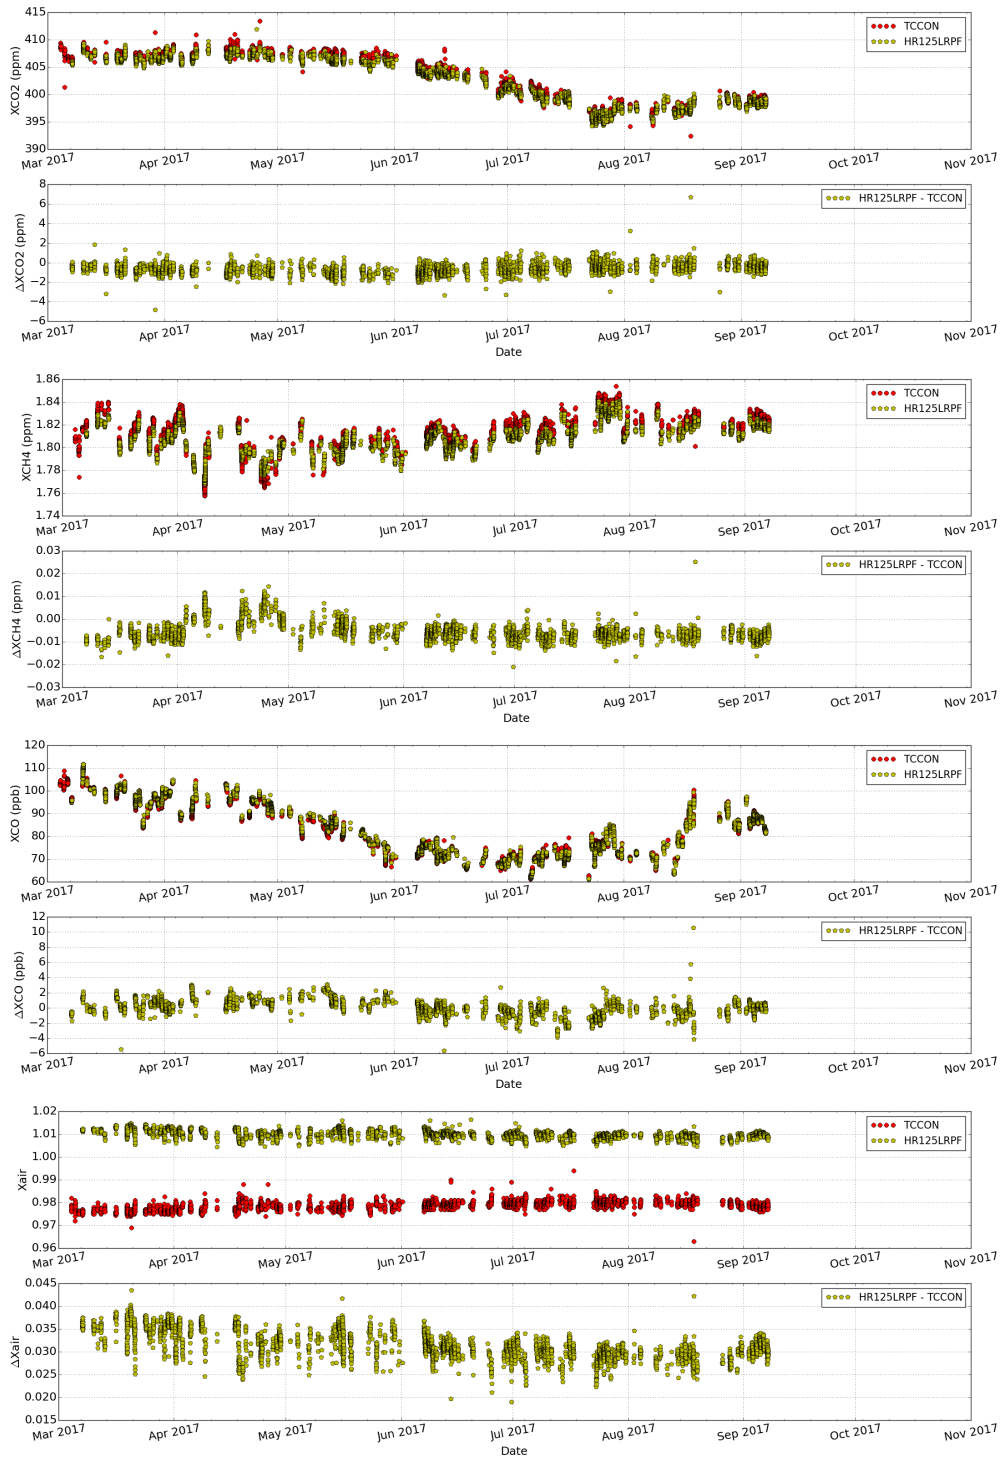 415
410
405
400
395
390
XCO2 (ppm)
TCCON
HR125LRPF
Mar 2017 Apr 2017 May 2017 Jun 2017 Jul 2017 Aug 2017 Sep 2017 Oct 2017 Nov 2017
8
6
4
2
0
−2
−4
−6
ΔXCO2 (ppm)
HR125LRPF - TCCON
Mar 2017 Apr 2017 May 2017 Jun 2017 Jul 2017 Aug 2017 Sep 2017 Oct 2017 Nov 2017
Date
1.86
1.84
1.82
1.80
1.78
1.76
1.74
XCH4 (ppm)
TCCON
HR125LRPF
Mar 2017 Apr 2017 May 2017 Jun 2017 Jul 2017 Aug 2017 Sep 2017 Oct 2017 Nov 2017
0.03
0.02
0.01
0.00
−0.01
−0.02
−0.03
ΔXCH4 (ppm)
HR125LRPF - TCCON
Mar 2017 Apr 2017 May 2017 Jun 2017 Jul 2017 Aug 2017 Sep 2017 Oct 2017 Nov 2017
Date
120
110
100
90
80
70
60
XCO (ppb)
TCCON
HR125LRPF
Mar 2017 Apr 2017 May 2017 Jun 2017 Jul 2017 Aug 2017 Sep 2017 Oct 2017 Nov 2017
12
10
8
6
4
2
0
−2
−4
−6
ΔXCO (ppb)
HR125LRPF - TCCON
Mar 2017 Apr 2017 May 2017 Jun 2017 Jul 2017 Aug 2017 Sep 2017 Oct 2017 Nov 2017
Date
1.02
1.01
1.00
0.99
0.98
0.97
0.96
Xair
TCCON
HR125LRPF
Mar 2017 Apr 2017 May 2017 Jun 2017 Jul 2017 Aug 2017 Sep 2017 Oct 2017 Nov 2017
0.045
0.040
0.035
0.030
0.025
0.020
0.015
ΔXair
HR125LRPF - TCCON
Mar 2017 Apr 2017 May 2017 Jun 2017 Jul 2017 Aug 2017 Sep 2017 Oct 2017 Nov 2017
Date